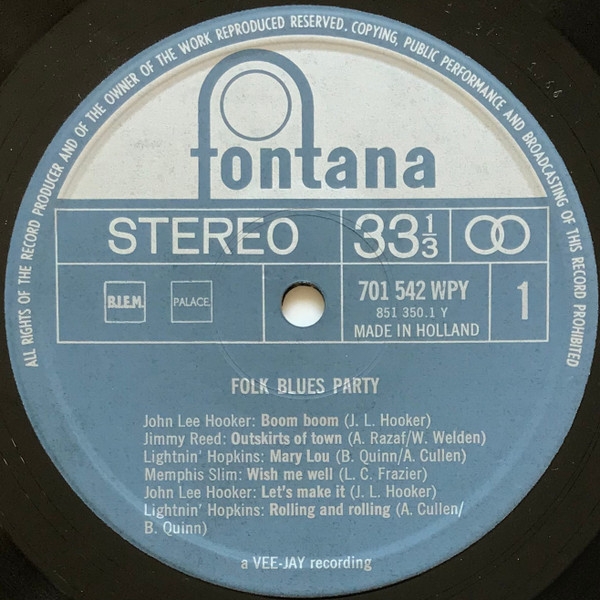 ALL RIGHTS OF THE RECORD PRODUCER AND OF THE OWNER OF THE WORK REPRODUCED RESERVED. COPYING, PUBLIC PERFORMANCE AND BROADCASTING OF THIS RECORD PROHIBITED
fontana
STEREO 33 1/3
B.I.E.M. PALACE 701 542 WPY 1
851 350.1 Y
MADE IN HOLLAND
FOLK BLUES PARTY
John Lee Hooker: Boom boom (J. L. Hooker)
Jimmy Reed: Outskirts of town (A. Razaf/W. Welden)
Lightnin' Hopkins: Mary Lou (B. Quinn/A. Cullen)
Memphis Slim: Wish me well (L. C. Frazier)
John Lee Hooker: Let's make it (J. L. Hooker)
Lightnin' Hopkins: Rolling and rolling (A. Cullen/
B. Quinn)
a VEE-JAY recording